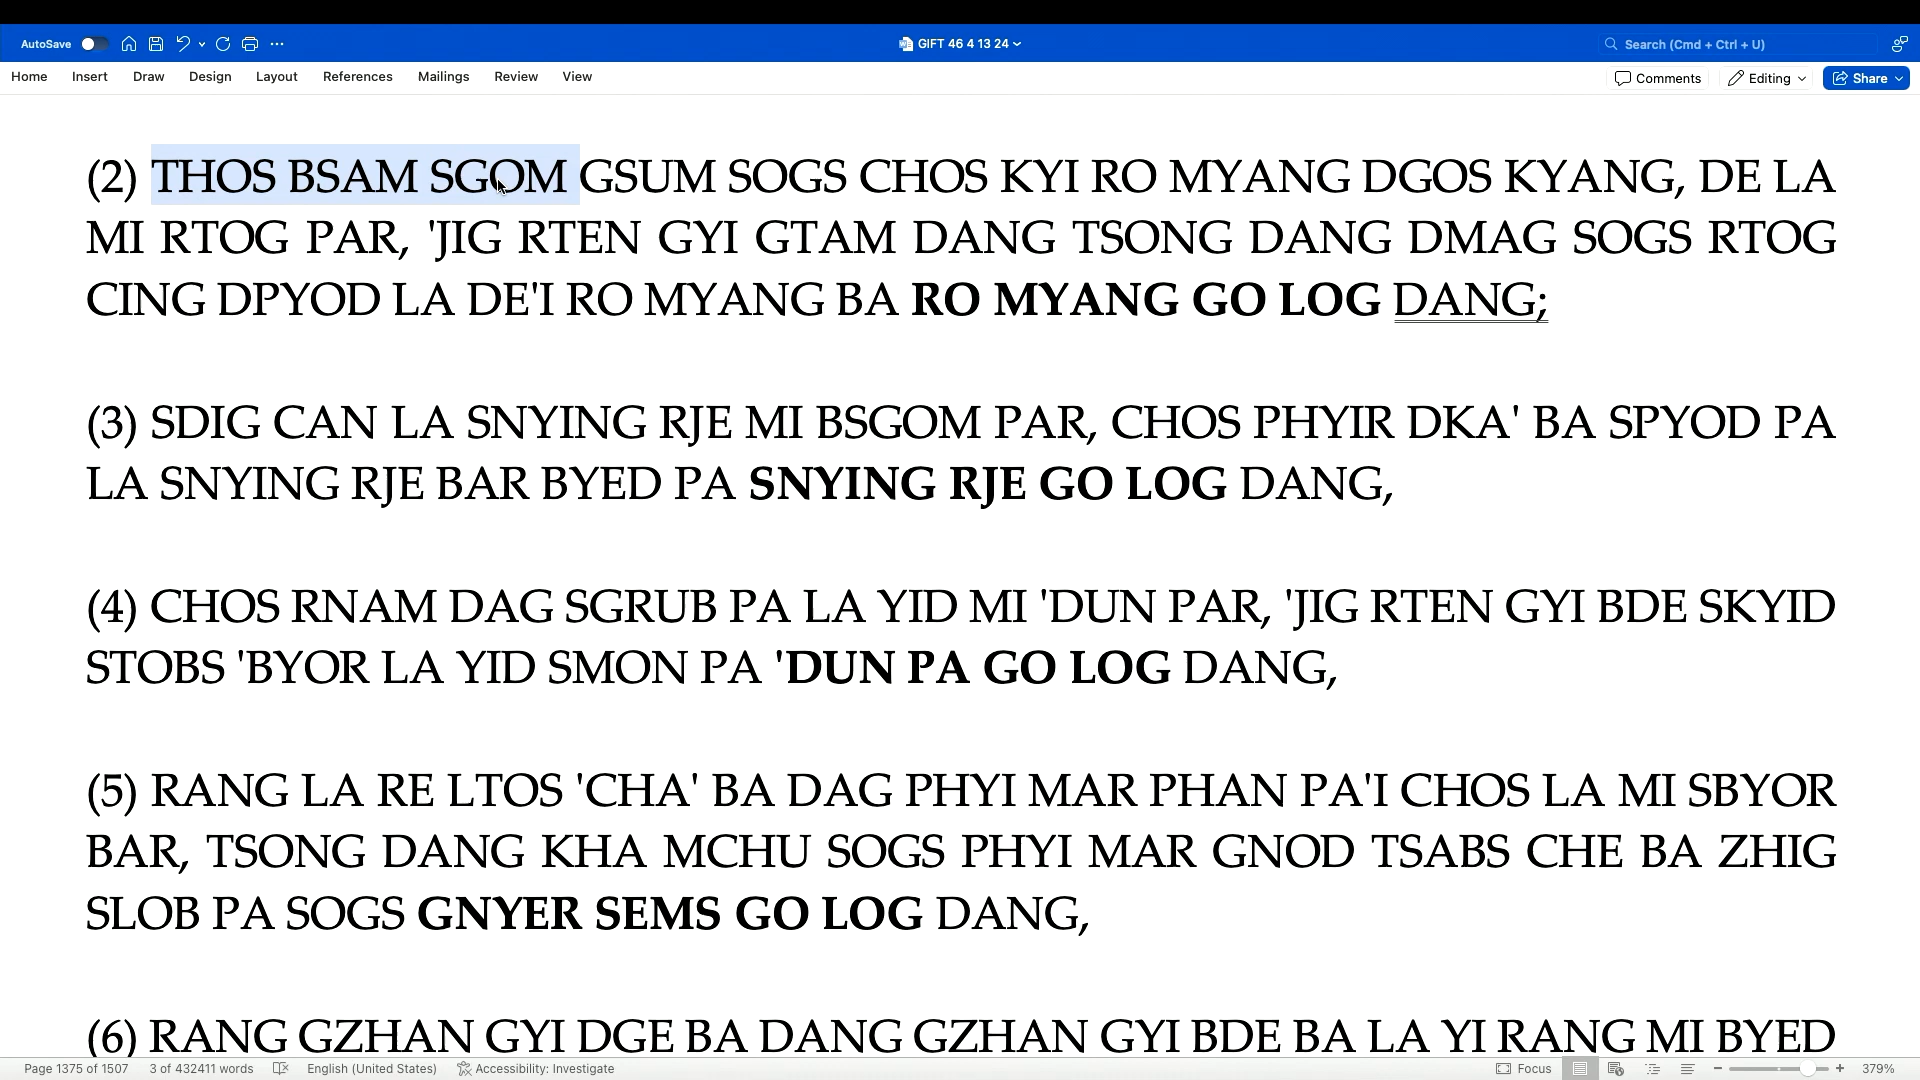 AutoSave
GIFT 46 4 13 24
Search (Cmd + Ctrl + U)
Home Insert Draw Design Layout References Mailings Review View
Comments Editing Share
(2) THOS BSAM SGOM GSUM SOGS CHOS KYI RO MYANG DGOS KYANG, DE LA
MI RTOG PAR, 'JIG RTEN GYI GTAM DANG TSONG DANG DMAG SOGS RTOG
CING DPYOD LA DE'I RO MYANG BA RO MYANG GO LOG DANG;
(3) SDIG CAN LA SNYING RJE MI BSGOM PAR, CHOS PHYIR DKA' BA SPYOD PA
LA SNYING RJE BAR BYED PA SNYING RJE GO LOG DANG,
(4) CHOS RNAM DAG SGRUB PA LA YID MI 'DUN PAR, 'JIG RTEN GYI BDE SKYID
STOBS 'BYOR LA YID SMON PA 'DUN PA GO LOG DANG,
(5) RANG LA RE LTOS 'CHA' BA DAG PHYI MAR PHAN PA'I CHOS LA MI SBYOR
BAR, TSONG DANG KHA MCHU SOGS PHYI MAR GNOD TSABS CHE BA ZHIG
SLOB PA SOGS GNYER SEMS GO LOG DANG,
(6) RANG GZHAN GYI DGE BA DANG GZHAN GYI BDE BA LA YI RANG MI BYED
Page 1375 of 1507 3 of 432411 words English (United States) Accessibility: Investigate Focus 379%